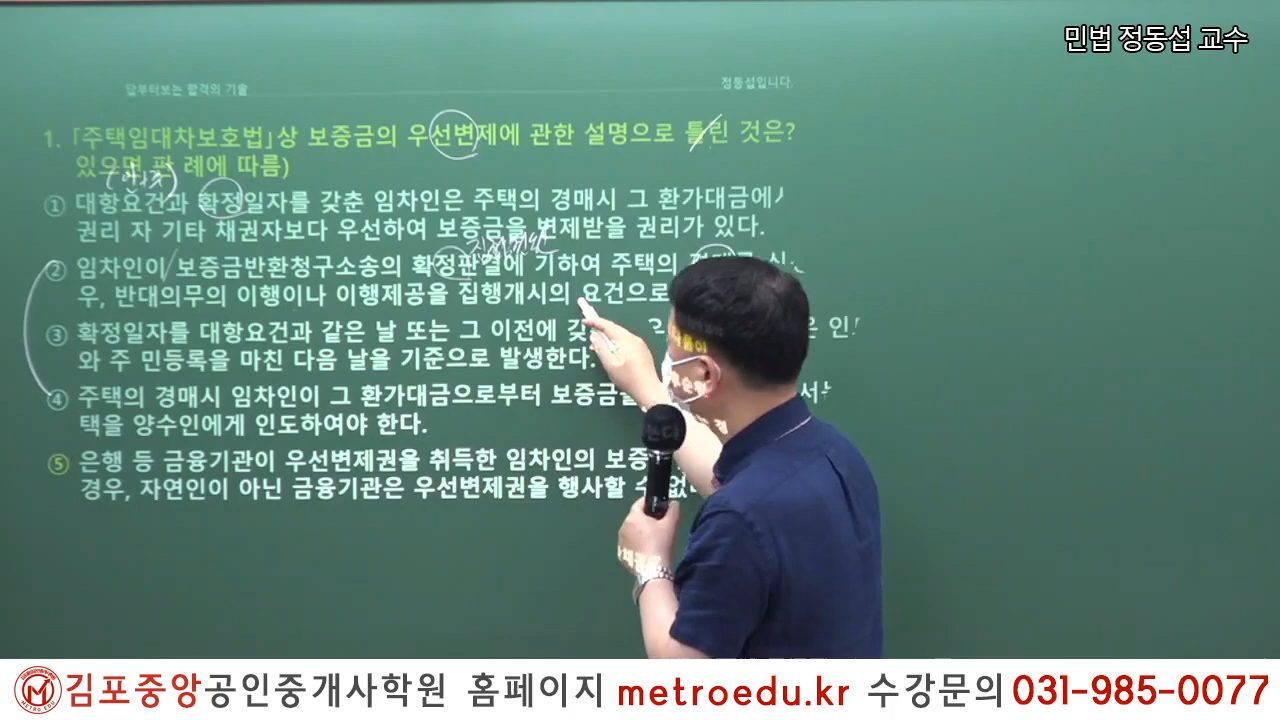 민법 정동섭 교수
답부터보는 합격의 기술
정동섭입니다.
1. 「주택임대차보호법」상 보증금의 우선변제에 관한 설명으로 틀린 것은?
있으면 판 례에 따름)
① 대항요건과 확정일자를 갖춘 임차인은 주택의 경매시 그 환가대금에서
권리 자 기타 채권자보다 우선하여 보증금을 변제받을 권리가 있다.
② 임차인이 보증금반환청구소송의 확정판결에 기하여 주택의
우, 반대의무의 이행이나 이행제공을 집행개시의 요건으로
③ 확정일자를 대항요건과 같은 날 또는 그 이전에
와 주 민등록을 마친 다음 날을 기준으로 발생한다.
④ 주택의 경매시 임차인이 그 환가대금으로부터 보증금을
택을 양수인에게 인도하여야 한다.
⑤ 은행 등 금융기관이 우선변제권을 취득한 임차인의
경우, 자연인이 아닌 금융기관은 우선변제권을 행사할 수
김포중앙공인중개사학원 홈페이지 metroedu.kr 수강문의 031-985-0077